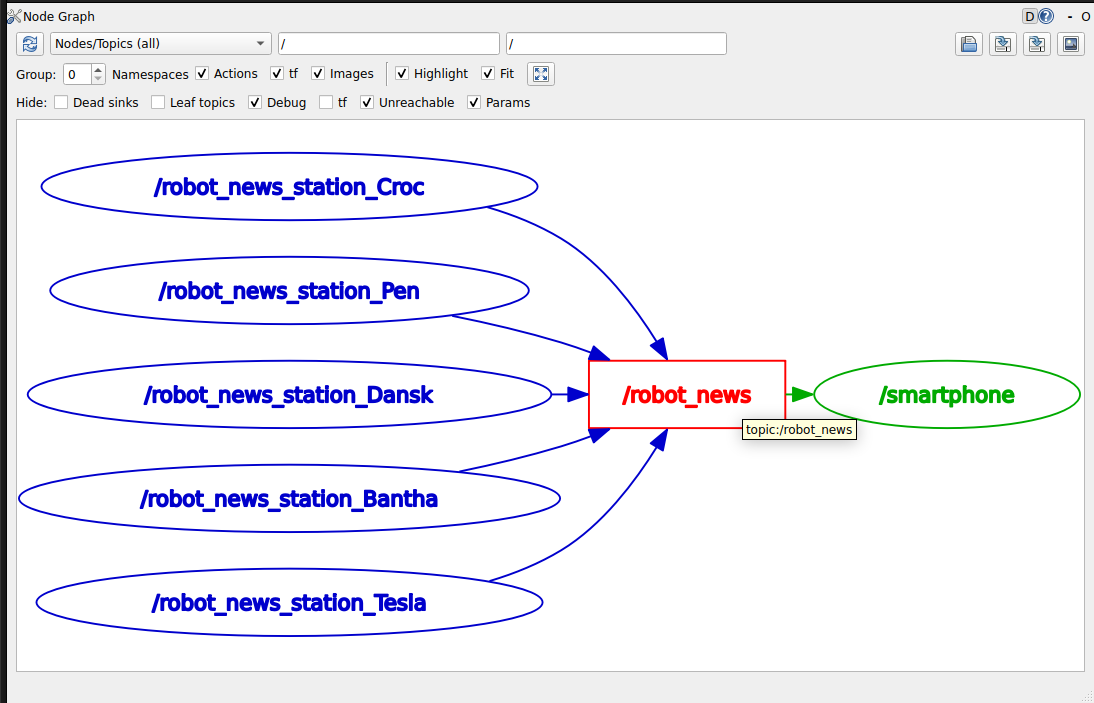 Node Graph
D ? - O
Nodes/Topics (all) / /
Group: 0 Namespaces Actions tf Images Highlight Fit
Hide: Dead sinks Leaf topics Debug tf Unreachable Params
/robot_news_station_Croc
/robot_news_station_Pen
/robot_news_station_Dansk /robot_news /smartphone
topic:/robot_news
/robot_news_station_Bantha
/robot_news_station_Tesla